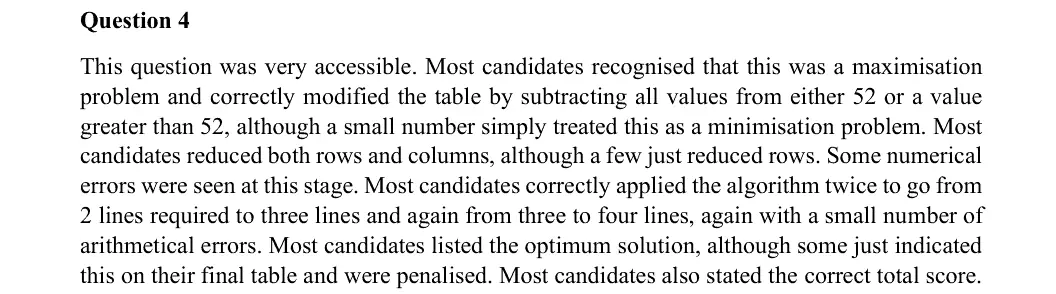 Question 4
This question was very accessible. Most candidates recognised that this was a maximisation
problem and correctly modified the table by subtracting all values from either 52 or a value
greater than 52, although a small number simply treated this as a minimisation problem. Most
candidates reduced both rows and columns, although a few just reduced rows. Some numerical
errors were seen at this stage. Most candidates correctly applied the algorithm twice to go from
2 lines required to three lines and again from three to four lines, again with a small number of
arithmetical errors. Most candidates listed the optimum solution, although some just indicated
this on their final table and were penalised. Most candidates also stated the correct total score.